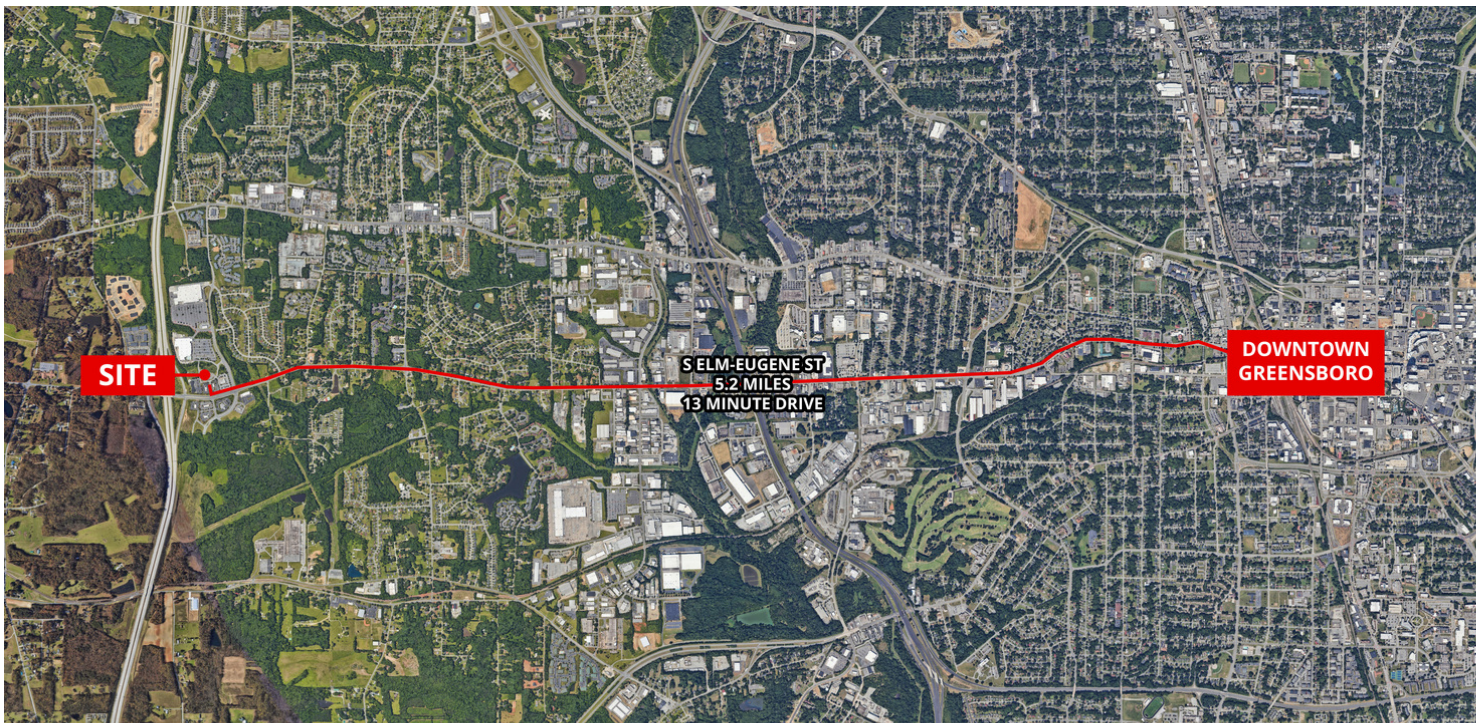 SITE
S ELM-EUGENE ST
5.2 MILES
13 MINUTE DRIVE
DOWNTOWN
GREENSBORO